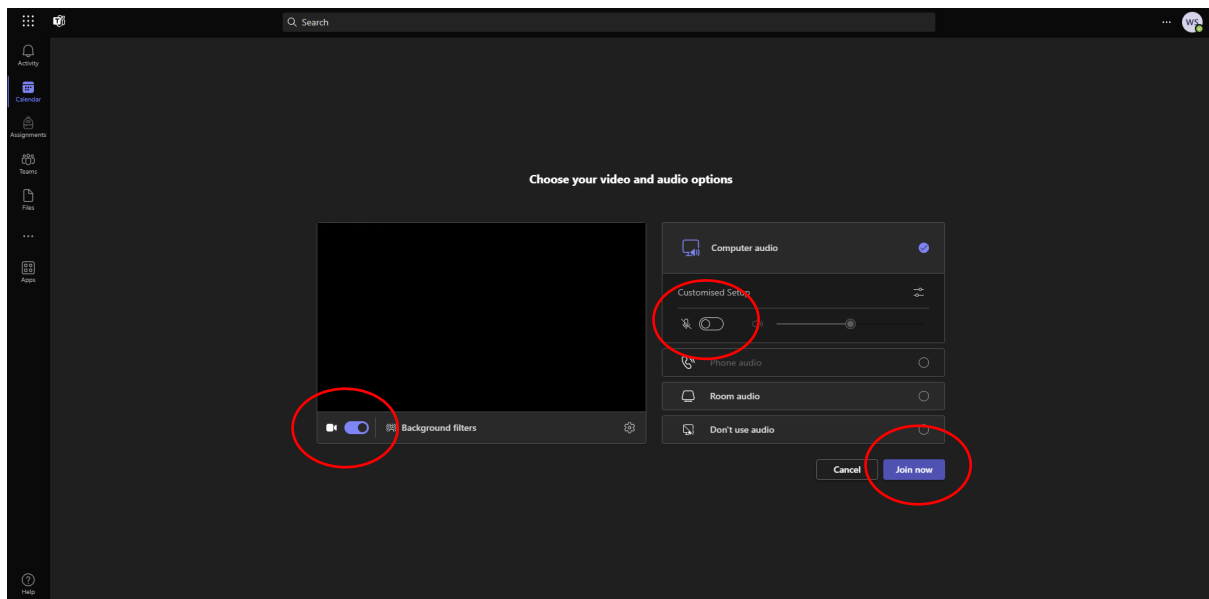 Search
WS
Activity
Calendar
Assignments
Teams
Files
Apps
Help
Choose your video and audio options
Background filters
Computer audio
Customised Setup
Phone audio
Room audio
Don't use audio
Cancel
Join now